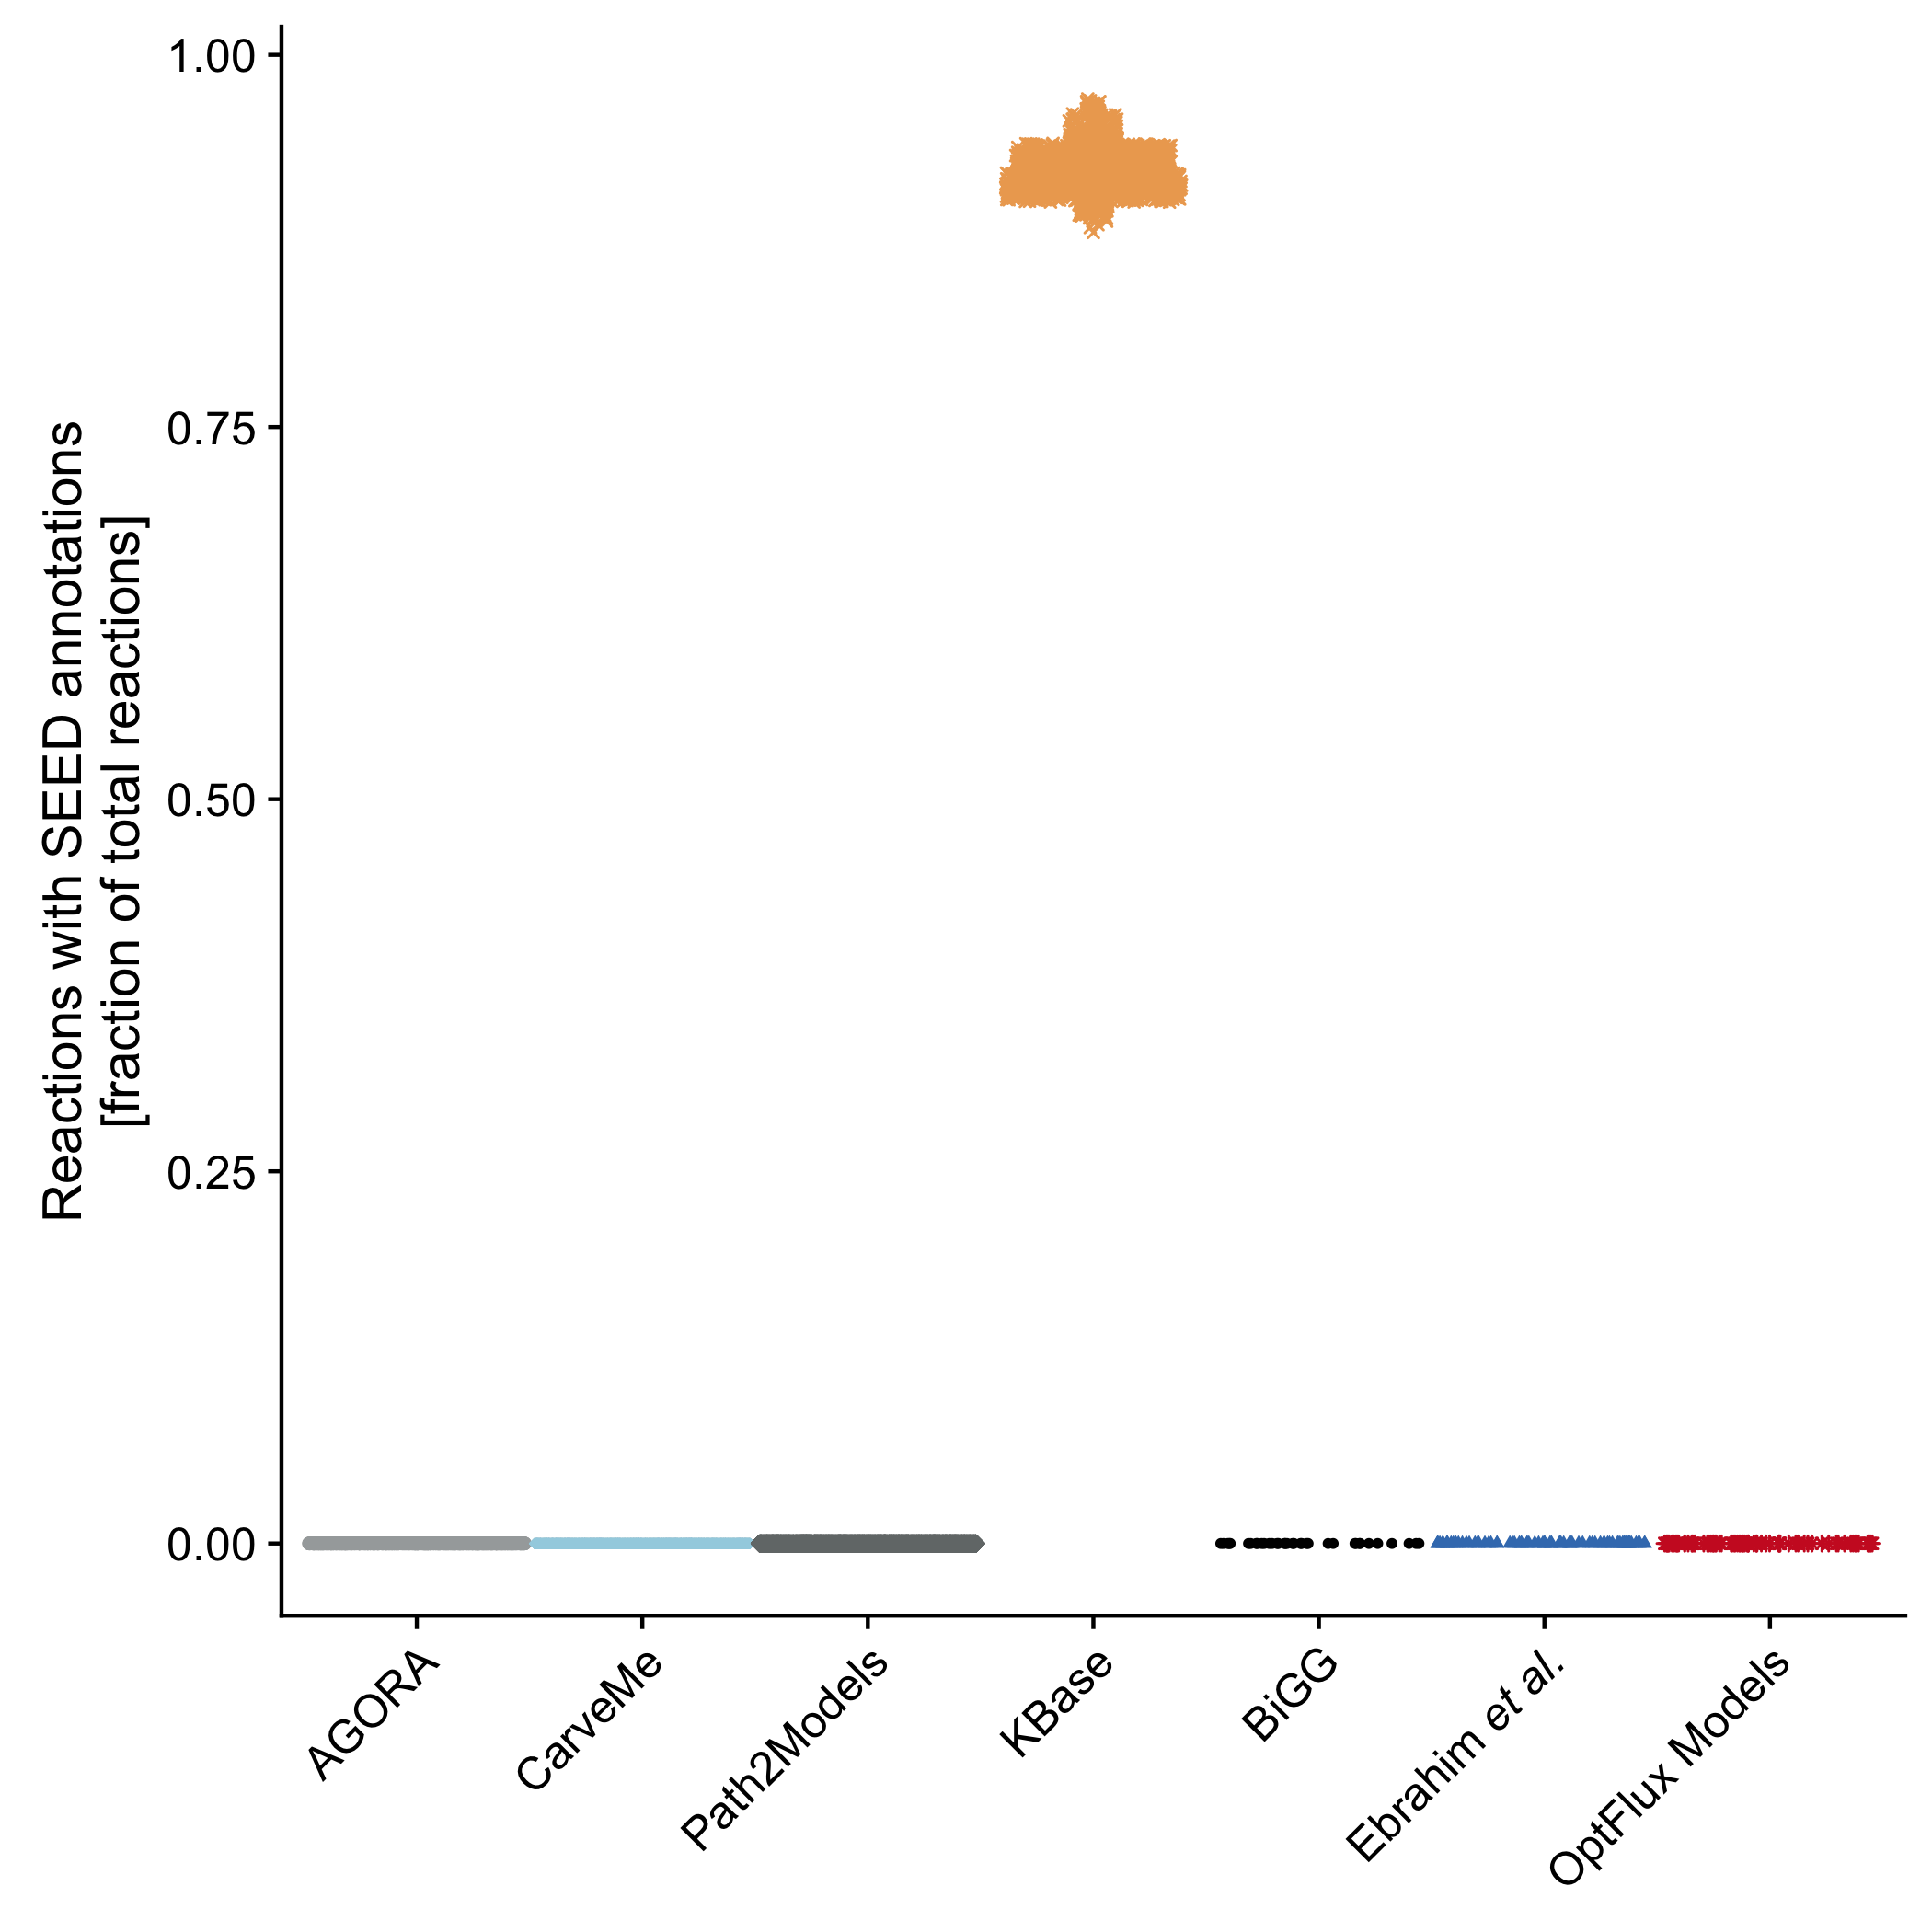 Reactions with SEED annotations
[fraction of total reactions]
1.00
0.75
0.50
0.25
0.00
AGORA
CarveMe
Path2Models
KBase
BiGG
Ebrahim et al.
OptFlux Models